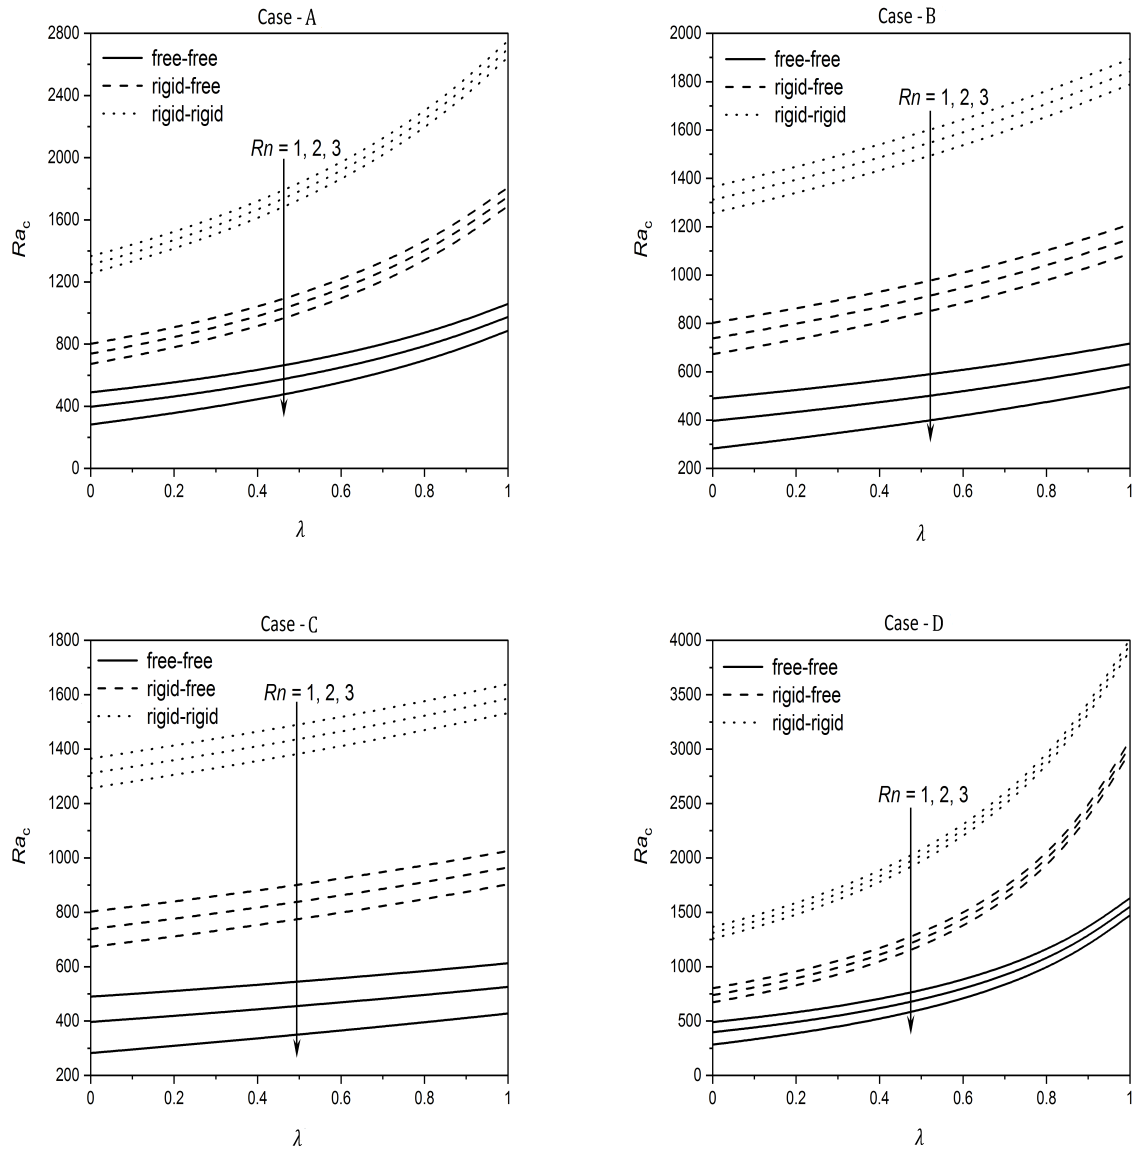 Case - A
2800
2400
2000
1600
1200
800
400
0
free-free
rigid-free
rigid-rigid
Rn = 1, 2, 3
Ra_c
0 0.2 0.4 0.6 0.8 1
λ
Case - B
2000
1800
1600
1400
1200
1000
800
600
400
200
free-free
rigid-free
rigid-rigid
Rn = 1, 2, 3
Ra_c
0 0.2 0.4 0.6 0.8 1
λ
Case - C
1800
1600
1400
1200
1000
800
600
400
200
free-free
rigid-free
rigid-rigid
Rn = 1, 2, 3
Ra_c
0 0.2 0.4 0.6 0.8 1
λ
Case - D
4000
3500
3000
2500
2000
1500
1000
500
0
free-free
rigid-free
rigid-rigid
Rn = 1, 2, 3
Ra_c
0 0.2 0.4 0.6 0.8 1
λ